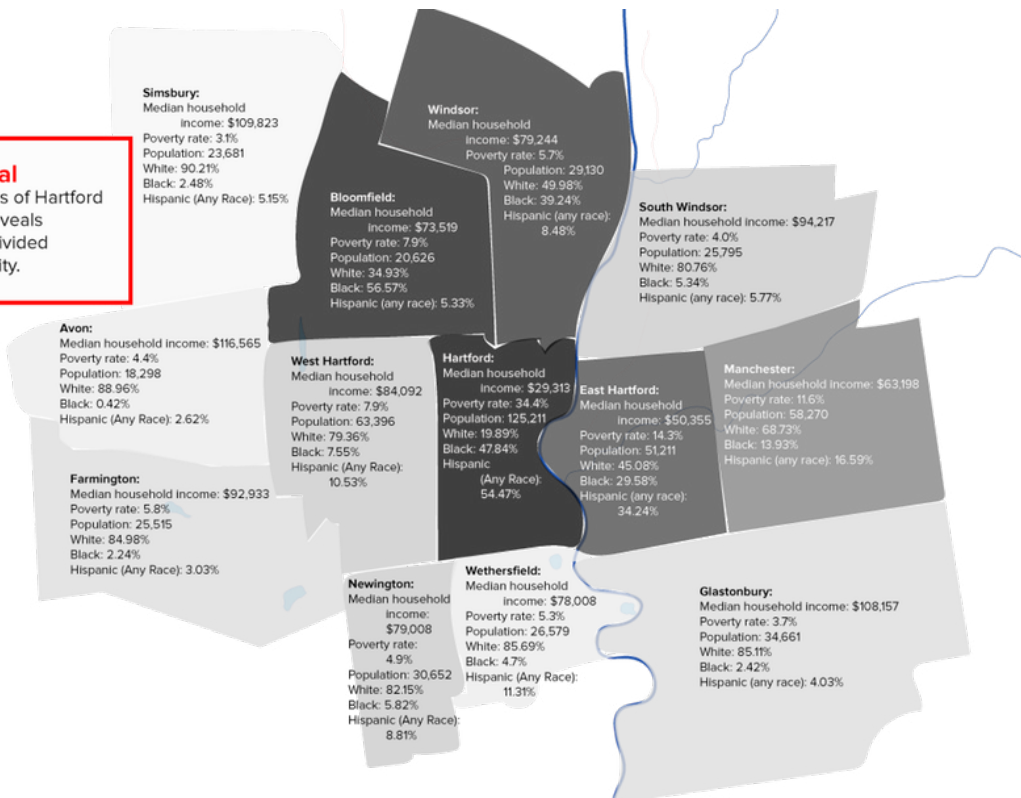 al
s of Hartford
veals
ivided
ity.
Simsbury:
Median household
income: $109,823
Poverty rate: 3.1%
Population: 23,681
White: 90.21%
Black: 2.48%
Hispanic (Any Race): 5.15%
Windsor:
Median household
income: $79,244
Poverty rate: 5.7%
Population: 29,130
White: 49.98%
Black: 39.24%
Hispanic (any race):
8.48%
Bloomfield:
Median household
income: $73,519
Poverty rate: 7.9%
Population: 20,626
White: 34.93%
Black: 56.57%
Hispanic (any race): 5.33%
South Windsor:
Median household income: $94,217
Poverty rate: 4.0%
Population: 25,795
White: 80.76%
Black: 5.34%
Hispanic (any race): 5.77%
Avon:
Median household income: $116,565
Poverty rate: 4.4%
Population: 18,298
White: 88.96%
Black: 0.42%
Hispanic (Any Race): 2.62%
West Hartford:
Median household
income: $84,092
Poverty rate: 7.9%
Population: 63,396
White: 79.36%
Black: 7.55%
Hispanic (Any Race):
10.53%
Hartford:
Median household
income: $29,313
Poverty rate: 34.4%
Population: 125,211
White: 19.89%
Black: 47.84%
Hispanic
(Any Race):
54.47%
East Hartford:
Median household
income: $50,355
Poverty rate: 14.3%
Population: 51,211
White: 45.08%
Black: 29.58%
Hispanic (any race):
34.24%
Manchester:
Median household income: $63,198
Poverty rate: 11.6%
Population: 58,270
White: 68.73%
Black: 13.93%
Hispanic (any race): 16.59%
Farmington:
Median household income: $92,933
Poverty rate: 5.8%
Population: 25,515
White: 84.98%
Black: 2.24%
Hispanic (Any Race): 3.03%
Newington:
Median household
income:
$79,008
Poverty rate:
4.9%
Population: 30,652
White: 82.15%
Black: 5.82%
Hispanic (Any Race):
8.81%
Wethersfield:
Median household
income: $78,008
Poverty rate: 5.3%
Population: 26,579
White: 85.69%
Black: 4.7%
Hispanic (Any Race):
11.31%
Glastonbury:
Median household income: $108,157
Poverty rate: 3.7%
Population: 34,661
White: 85.11%
Black: 2.42%
Hispanic (any race): 4.03%